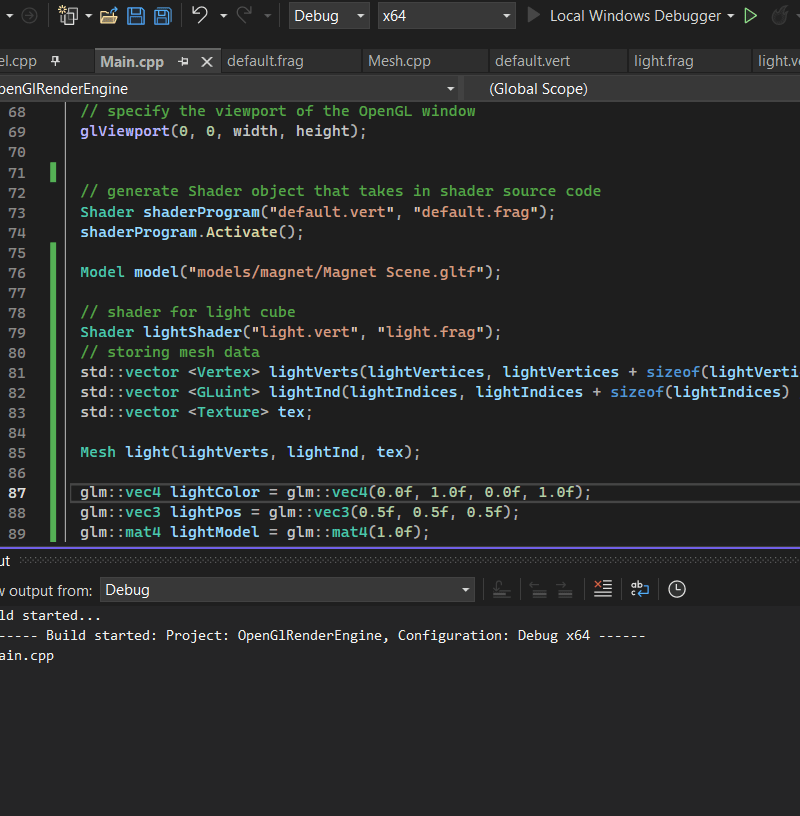 Debug x64 Local Windows Debugger
el.cpp Main.cpp default.frag Mesh.cpp default.vert light.frag light.v
penGlRenderEngine (Global Scope)
68 // specify the viewport of the OpenGL window
69 glViewport(0, 0, width, height);
70
71
72 // generate Shader object that takes in shader source code
73 Shader shaderProgram("default.vert", "default.frag");
74 shaderProgram.Activate();
75
76 Model model("models/magnet/Magnet Scene.gltf");
77
78 // shader for light cube
79 Shader lightShader("light.vert", "light.frag");
80 // storing mesh data
81 std::vector <Vertex> lightVerts(lightVertices, lightVertices + sizeof(lightVerti
82 std::vector <GLuint> lightInd(lightIndices, lightIndices + sizeof(lightIndices)
83 std::vector <Texture> tex;
84
85 Mesh light(lightVerts, lightInd, tex);
86
87 glm::vec4 lightColor = glm::vec4(0.0f, 1.0f, 0.0f, 1.0f);
88 glm::vec3 lightPos = glm::vec3(0.5f, 0.5f, 0.5f);
89 glm::mat4 lightModel = glm::mat4(1.0f);
ut
w output from: Debug
ld started...
----- Build started: Project: OpenGlRenderEngine, Configuration: Debug x64 ------
ain.cpp